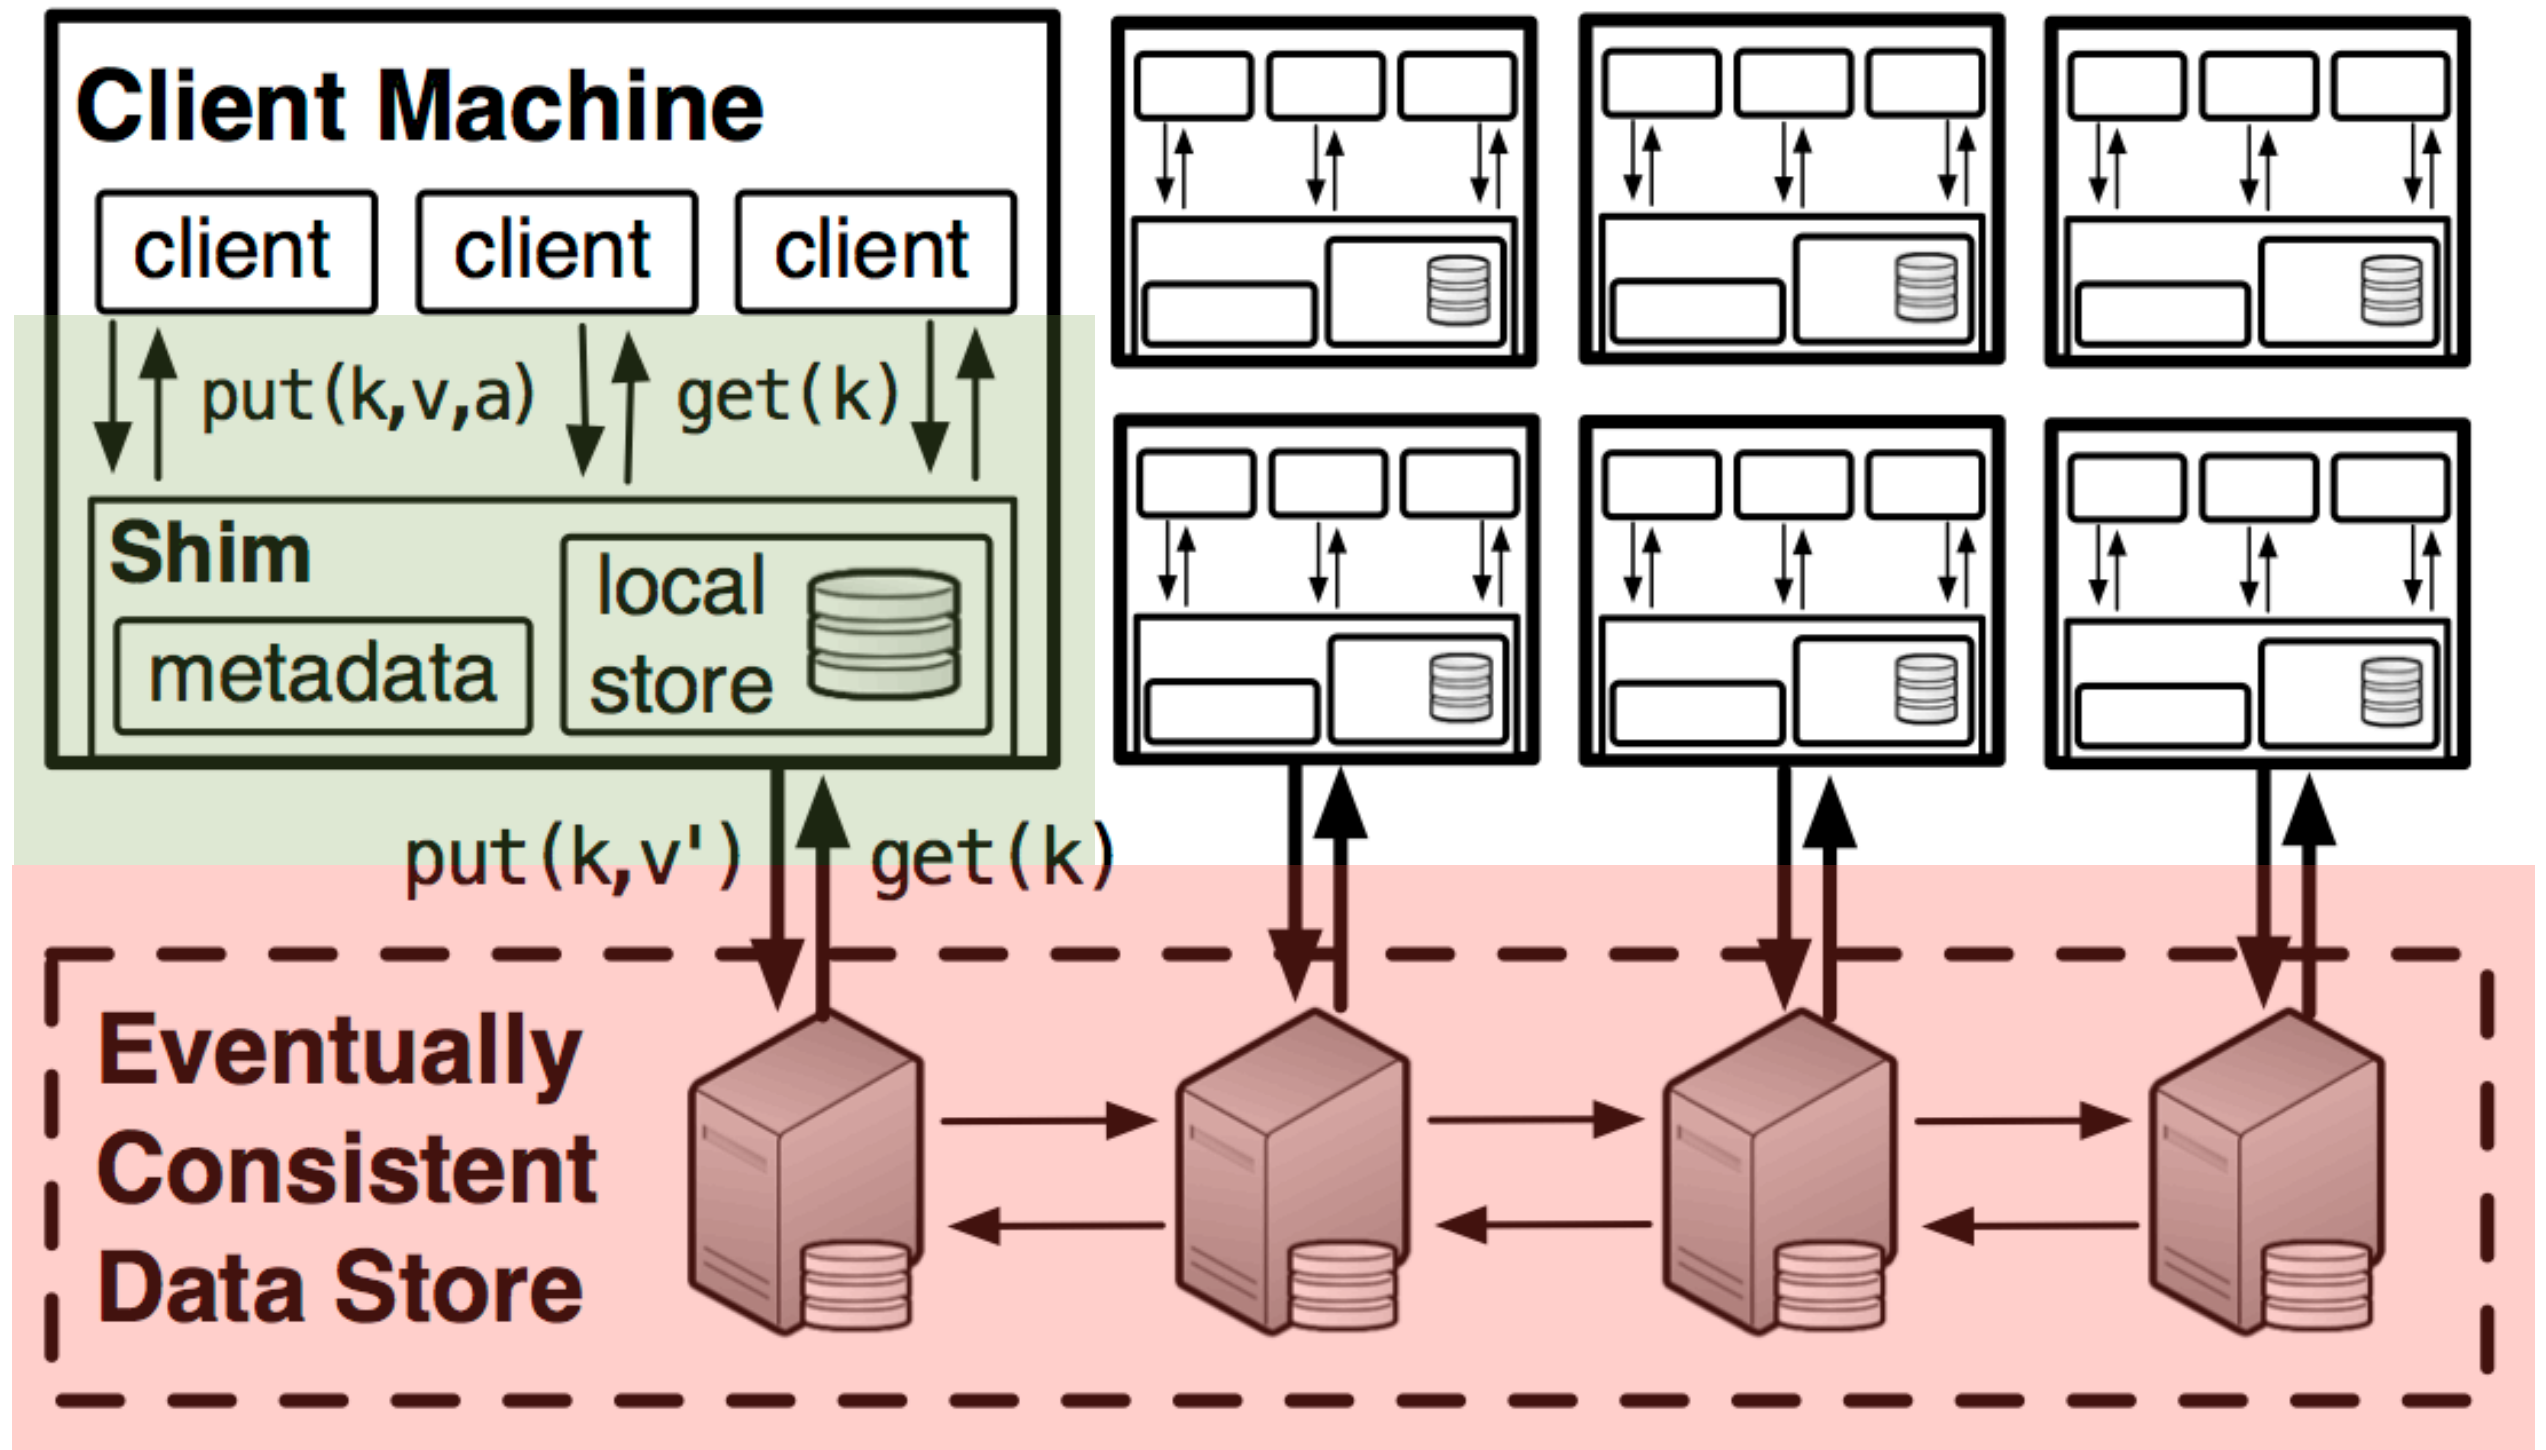 Client Machine
client client client
put(k,v,a) get(k)
Shim
local
store
metadata
put(k,v') get(k)
Eventually
Consistent
Data Store